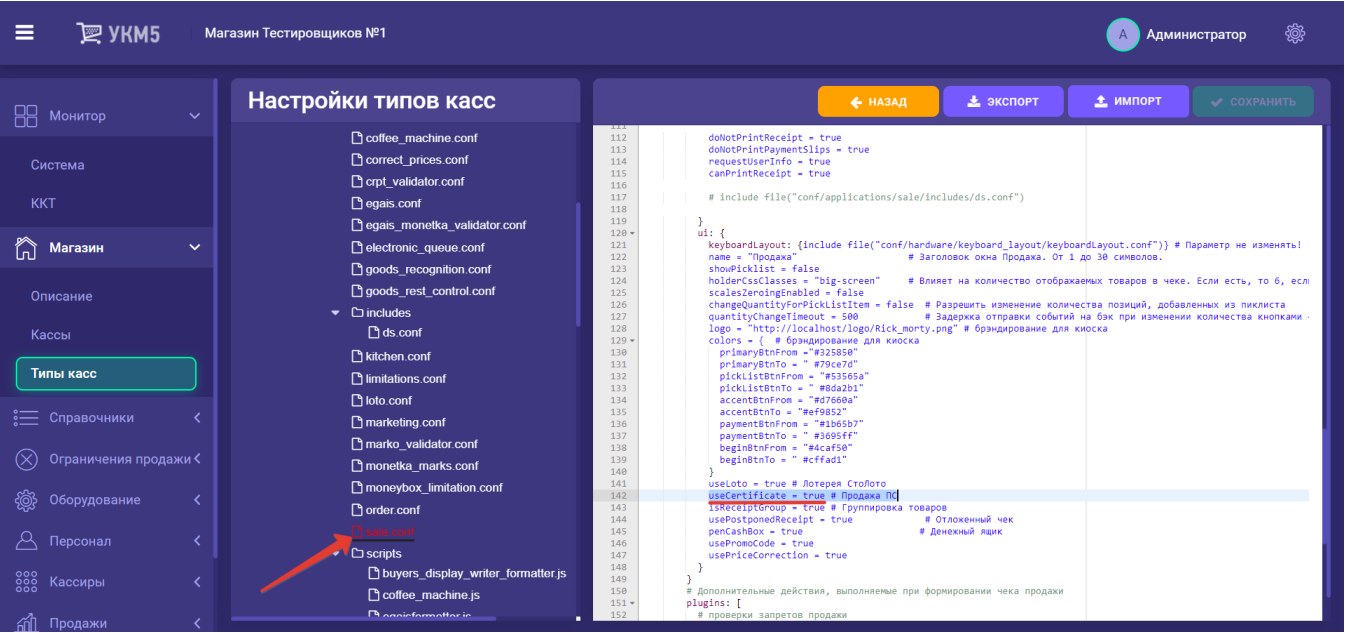 УКМ5
Магазин Тестировщиков №1
А
Администратор
Монитор
Система
ККТ
Магазин
Описание
Кассы
Типы касс
Справочники
Ограничения продажи
Оборудование
Персонал
Кассиры
Продажи
Настройки типов касс
coffee_machine.conf
correct_prices.conf
crpt_validator.conf
egais.conf
egais_monetka_validator.conf
electronic_queue.conf
goods_recognition.conf
goods_rest_control.conf
includes
ds.conf
kitchen.conf
limitations.conf
loto.conf
marketing.conf
marko_validator.conf
monetka_marks.conf
moneybox_limitation.conf
order.conf
sale.conf
scripts
buyers_display_writer_formatter.js
coffee_machine.js
egaisformatter.js
НАЗАД
ЭКСПОРТ
ИМПОРТ
СОХРАНИТЬ
111
112 doNotPrintReceipt = true
113 doNotPrintPaymentSlips = true
114 requestUserInfo = true
115 canPrintReceipt = true
116
117 # include file("conf/applications/sale/includes/ds.conf")
118
119 }
120 ui: {
121 keyboardLayout: {include file("conf/hardware/keyboard_layout/keyboardLayout.conf")} # Параметр не изменять!
122 name = "Продажа" # Заголовок окна Продажа. От 1 до 30 символов.
123 showPicklist = false
124 holderCssClasses = "big-screen" # Влияет на количество отображаемых товаров в чеке. Если есть, то 6, если
125 scalesZeroingEnabled = false
126 changeQuantityForPickListItem = false # Разрешить изменение количества позиций, добавленных из пиклиста
127 quantityChangeTimeout = 500 # Задержка отправки событий на бэк при изменении количества кнопками
128 logo = "http://localhost/logo/Rick_morty.png" # брэндирование для киоска
129 colors = { # брэндирование для киоска
130 primaryBtnFrom ="#325850"
131 primaryBtnTo = " #79ce7d"
132 pickListBtnFrom = "#53565a"
133 pickListBtnTo = " #8da2b1"
134 accentBtnFrom = "#d7660a"
135 accentBtnTo = "#ef9852"
136 paymentBtnFrom = "#1b65b7"
137 paymentBtnTo = " #3695ff"
138 beginBtnFrom = "#4caf50"
139 beginBtnTo = " #cffad1"
140 }
141 useLoto = true # Лотерея СтоЛото
142 useCertificate = true # Продажа ПС
143 isReceiptGroup = true # Группировка товаров
144 usePostponedReceipt = true # Отложенный чек
145 penCashBox = true # Денежный ящик
146 usePromoCode = true
147 usePriceCorrection = true
148 }
149 }
150 # Дополнительные действия, выполняемые при формировании чека продажи
151 plugins: [
152 # проверки запретов продажи